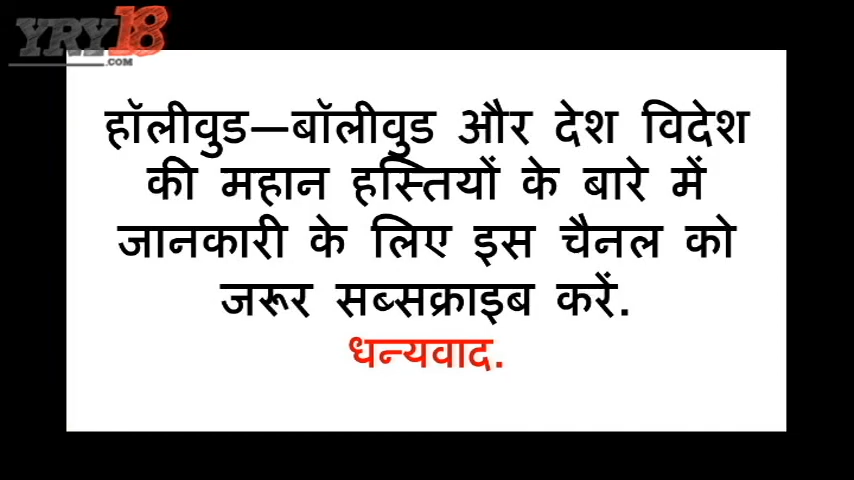 YRY18
.COM
हॉलीवुड–बॉलीवुड और देश विदेश
की महान हस्तियों के बारे में
जानकारी के लिए इस चैनल को
जरूर सब्सक्राइब करें.
धन्यवाद.